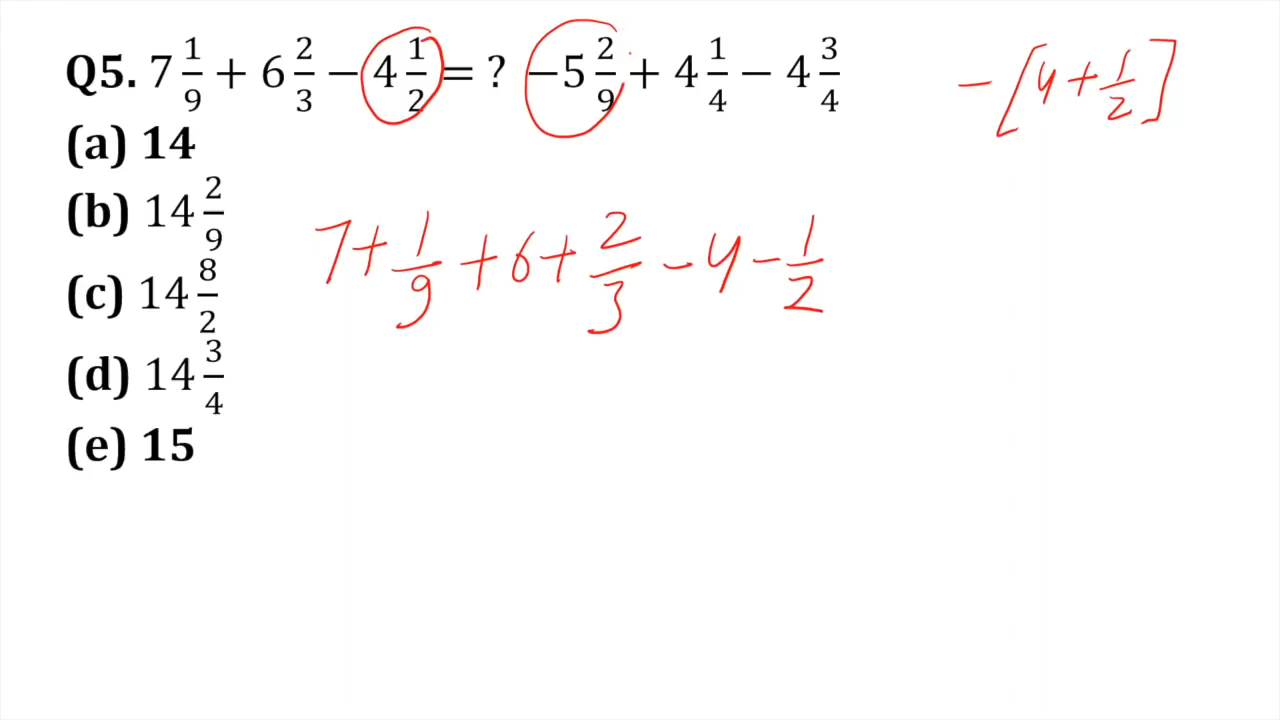 Q5. 7 1/9 + 6 2/3 − 4 1/2 = ? −5 2/9 + 4 1/4 − 4 3/4
−[4 + 1/2]
(a) 14
(b) 14 2/9
7 + 1/9 + 6 + 2/3 − 4 − 1/2
(c) 14 8/2
(d) 14 3/4
(e) 15